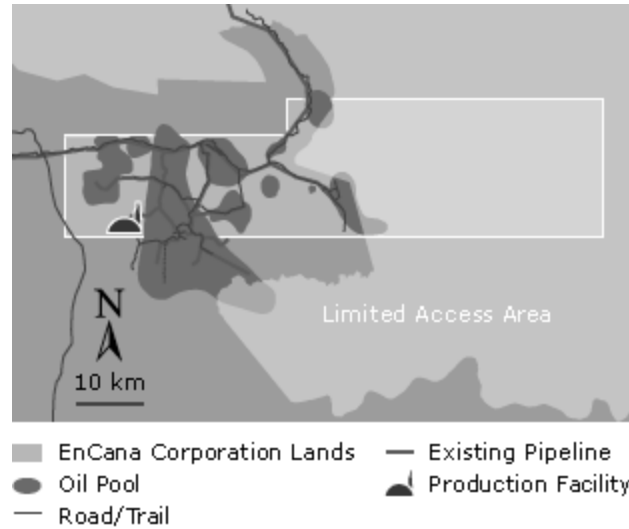 Limited Access Area
N
10 km
EnCana Corporation Lands
Existing Pipeline
Oil Pool
Production Facility
Road/Trail